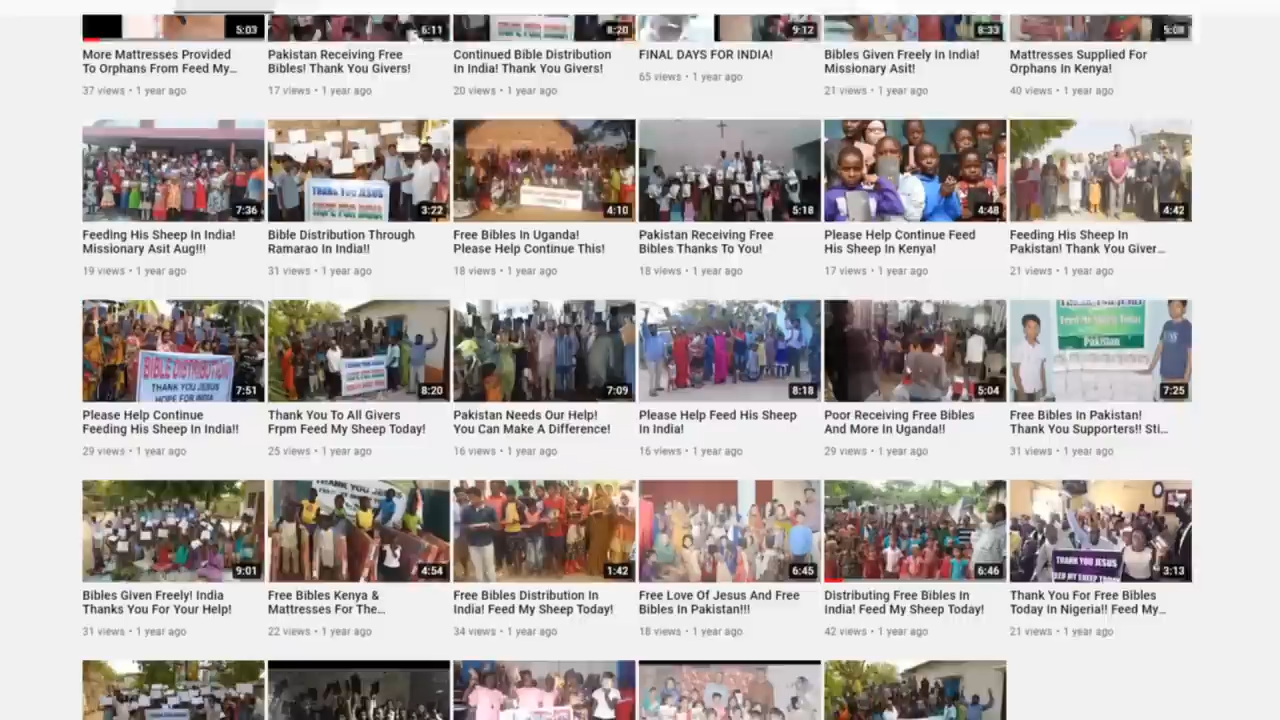 5:03
6:11
8:20
9:12
8:33
5:08
More Mattresses Provided
To Orphans From Feed My...
37 views • 1 year ago
Pakistan Receiving Free
Bibles! Thank You Givers!
17 views • 1 year ago
Continued Bible Distribution
In India! Thank You Givers!
20 views • 1 year ago
FINAL DAYS FOR INDIA!
65 views • 1 year ago
Bibles Given Freely In India!
Missionary Asit!
21 views • 1 year ago
Mattresses Supplied For
Orphans In Kenya!
40 views • 1 year ago
7:36
THANK YOU JESUS
HOPE FOR INDIA
3:22
4:10
5:18
4:48
4:42
Feeding His Sheep In India!
Missionary Asit Aug!!!
19 views • 1 year ago
Bible Distribution Through
Ramarao In India!!
31 views • 1 year ago
Free Bibles In Uganda!
Please Help Continue This!
18 views • 1 year ago
Pakistan Receiving Free
Bibles Thanks To You!
18 views • 1 year ago
Please Help Continue Feed
His Sheep In Kenya!
17 views • 1 year ago
Feeding His Sheep In
Pakistan! Thank You Giver...
21 views • 1 year ago
BIBLE DISTRIBUTION
THANK YOU JESUS
HOPE FOR INDIA
7:51
8:20
7:09
8:18
5:04
Feed My Sheep Today
Pakistan
7:25
Please Help Continue
Feeding His Sheep In India!!
29 views • 1 year ago
Thank You To All Givers
Frpm Feed My Sheep Today!
25 views • 1 year ago
Pakistan Needs Our Help!
You Can Make A Difference!
16 views • 1 year ago
Please Help Feed His Sheep
In India!
16 views • 1 year ago
Poor Receiving Free Bibles
And More In Uganda!!
29 views • 1 year ago
Free Bibles In Pakistan!
Thank You Supporters!! Sti...
31 views • 1 year ago
9:01
THANK YOU JESUS
4:54
1:42
6:45
6:46
THANK YOU JESUS
FEED MY SHEEP TODAY
3:13
Bibles Given Freely! India
Thanks You For Your Help!
31 views • 1 year ago
Free Bibles Kenya &
Mattresses For The...
22 views • 1 year ago
Free Bibles Distribution In
India! Feed My Sheep Today!
34 views • 1 year ago
Free Love Of Jesus And Free
Bibles In Pakistan!!!
18 views • 1 year ago
Distributing Free Bibles In
India! Feed My Sheep Today!
42 views • 1 year ago
Thank You For Free Bibles
Today In Nigeria!! Feed My...
21 views • 1 year ago